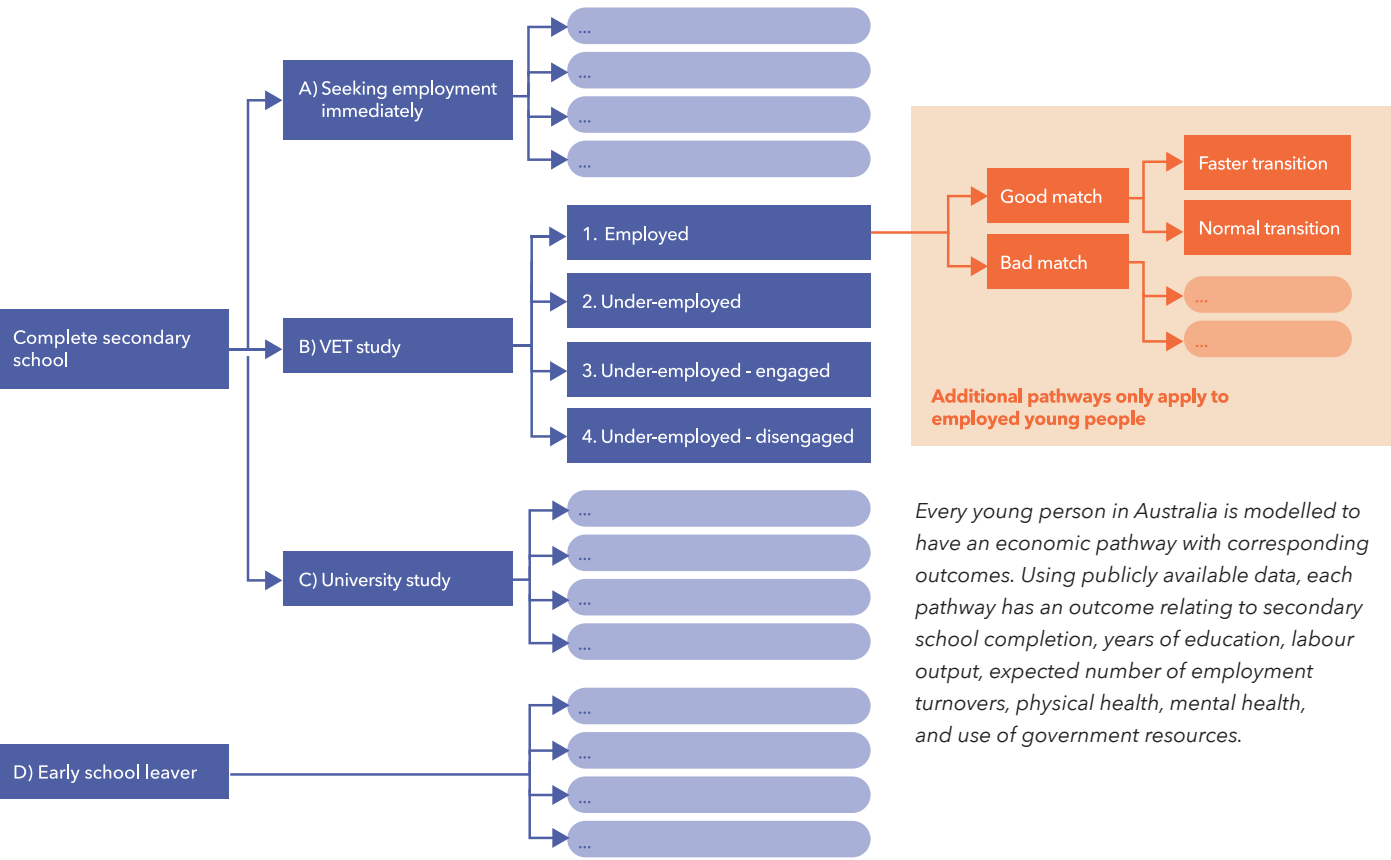 ...
...
...
...
A) Seeking employment
immediately
Good match
Bad match
Faster transition
Normal transition
...
...
Additional pathways only apply to
employed young people
1. Employed
2. Under-employed
3. Under-employed - engaged
4. Under-employed - disengaged
Complete secondary
school
B) VET study
C) University study
...
...
...
...
Every young person in Australia is modelled to
have an economic pathway with corresponding
outcomes. Using publicly available data, each
pathway has an outcome relating to secondary
school completion, years of education, labour
output, expected number of employment
turnovers, physical health, mental health,
and use of government resources.
D) Early school leaver
...
...
...
...